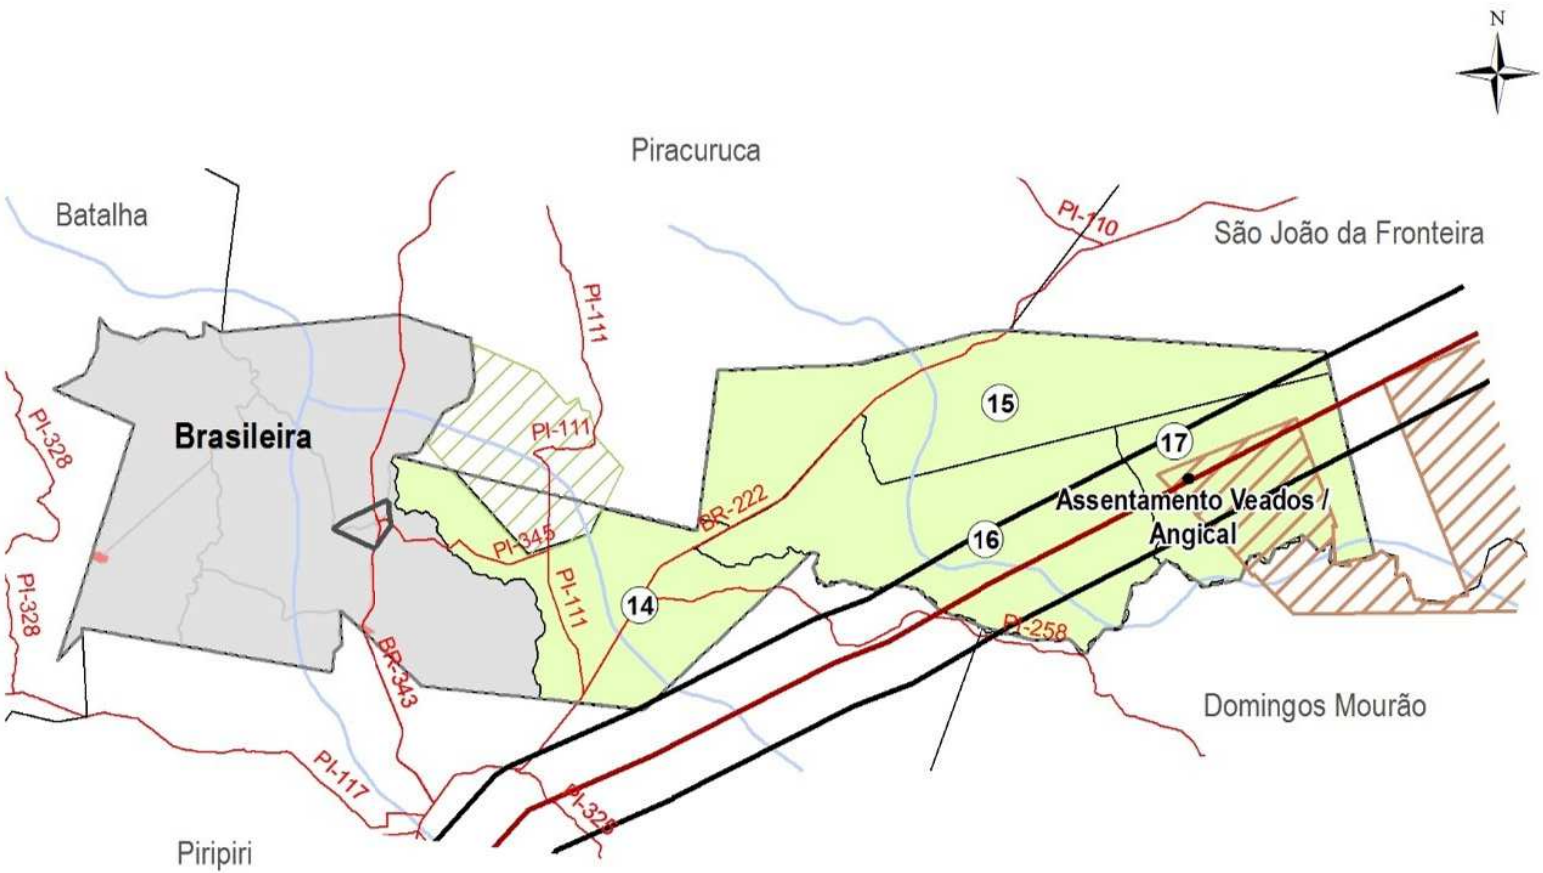 N
Piracuruca
Batalha
São João da Fronteira
PI-110
PI-111
PI-328
Brasileira
PI-111
15
17
Assentamento Veados /
Angical
BR-222
16
PI-345
PI-111
14
PI-328
PI-258
BR-343
Domingos Mourão
PI-117
PI-325
Piripiri